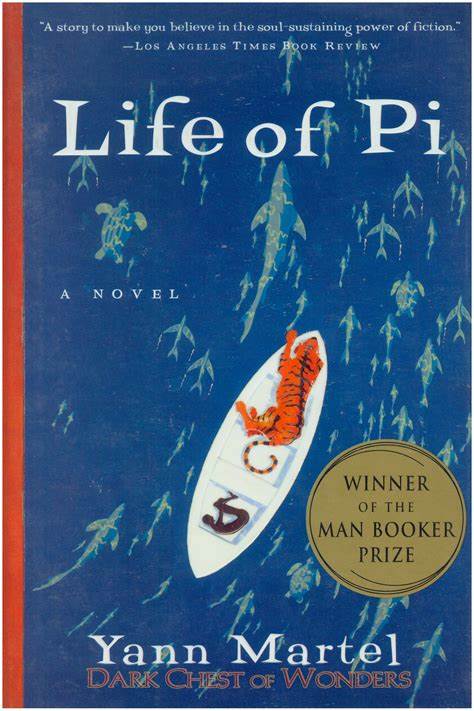 "A story to make you believe in the soul-sustaining power of fiction."
—Los Angeles Times Book Review
Life of Pi
A NOVEL
WINNER
OF THE
MAN BOOKER
PRIZE
Yann Martel
DARK CHEST OF WONDERS